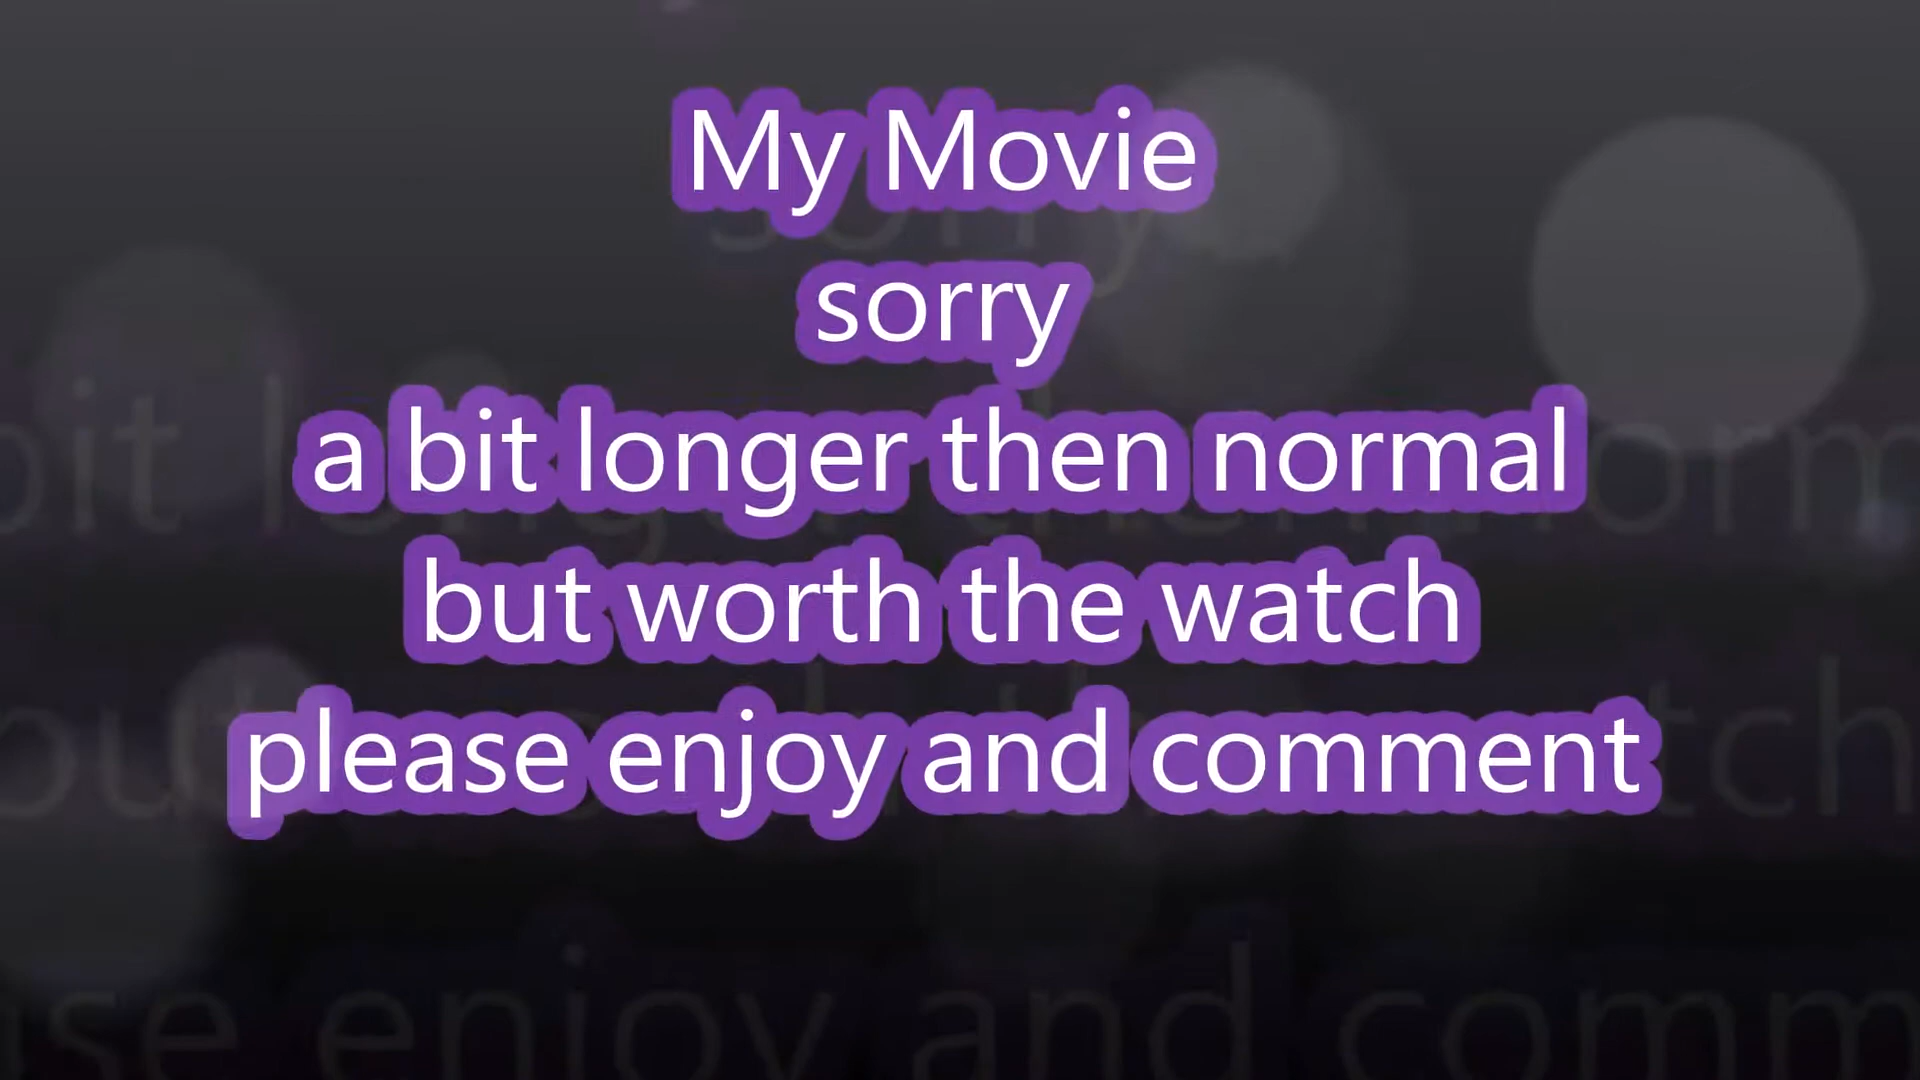 My Movie
sorry
a bit longer then normal
but worth the watch
please enjoy and comment